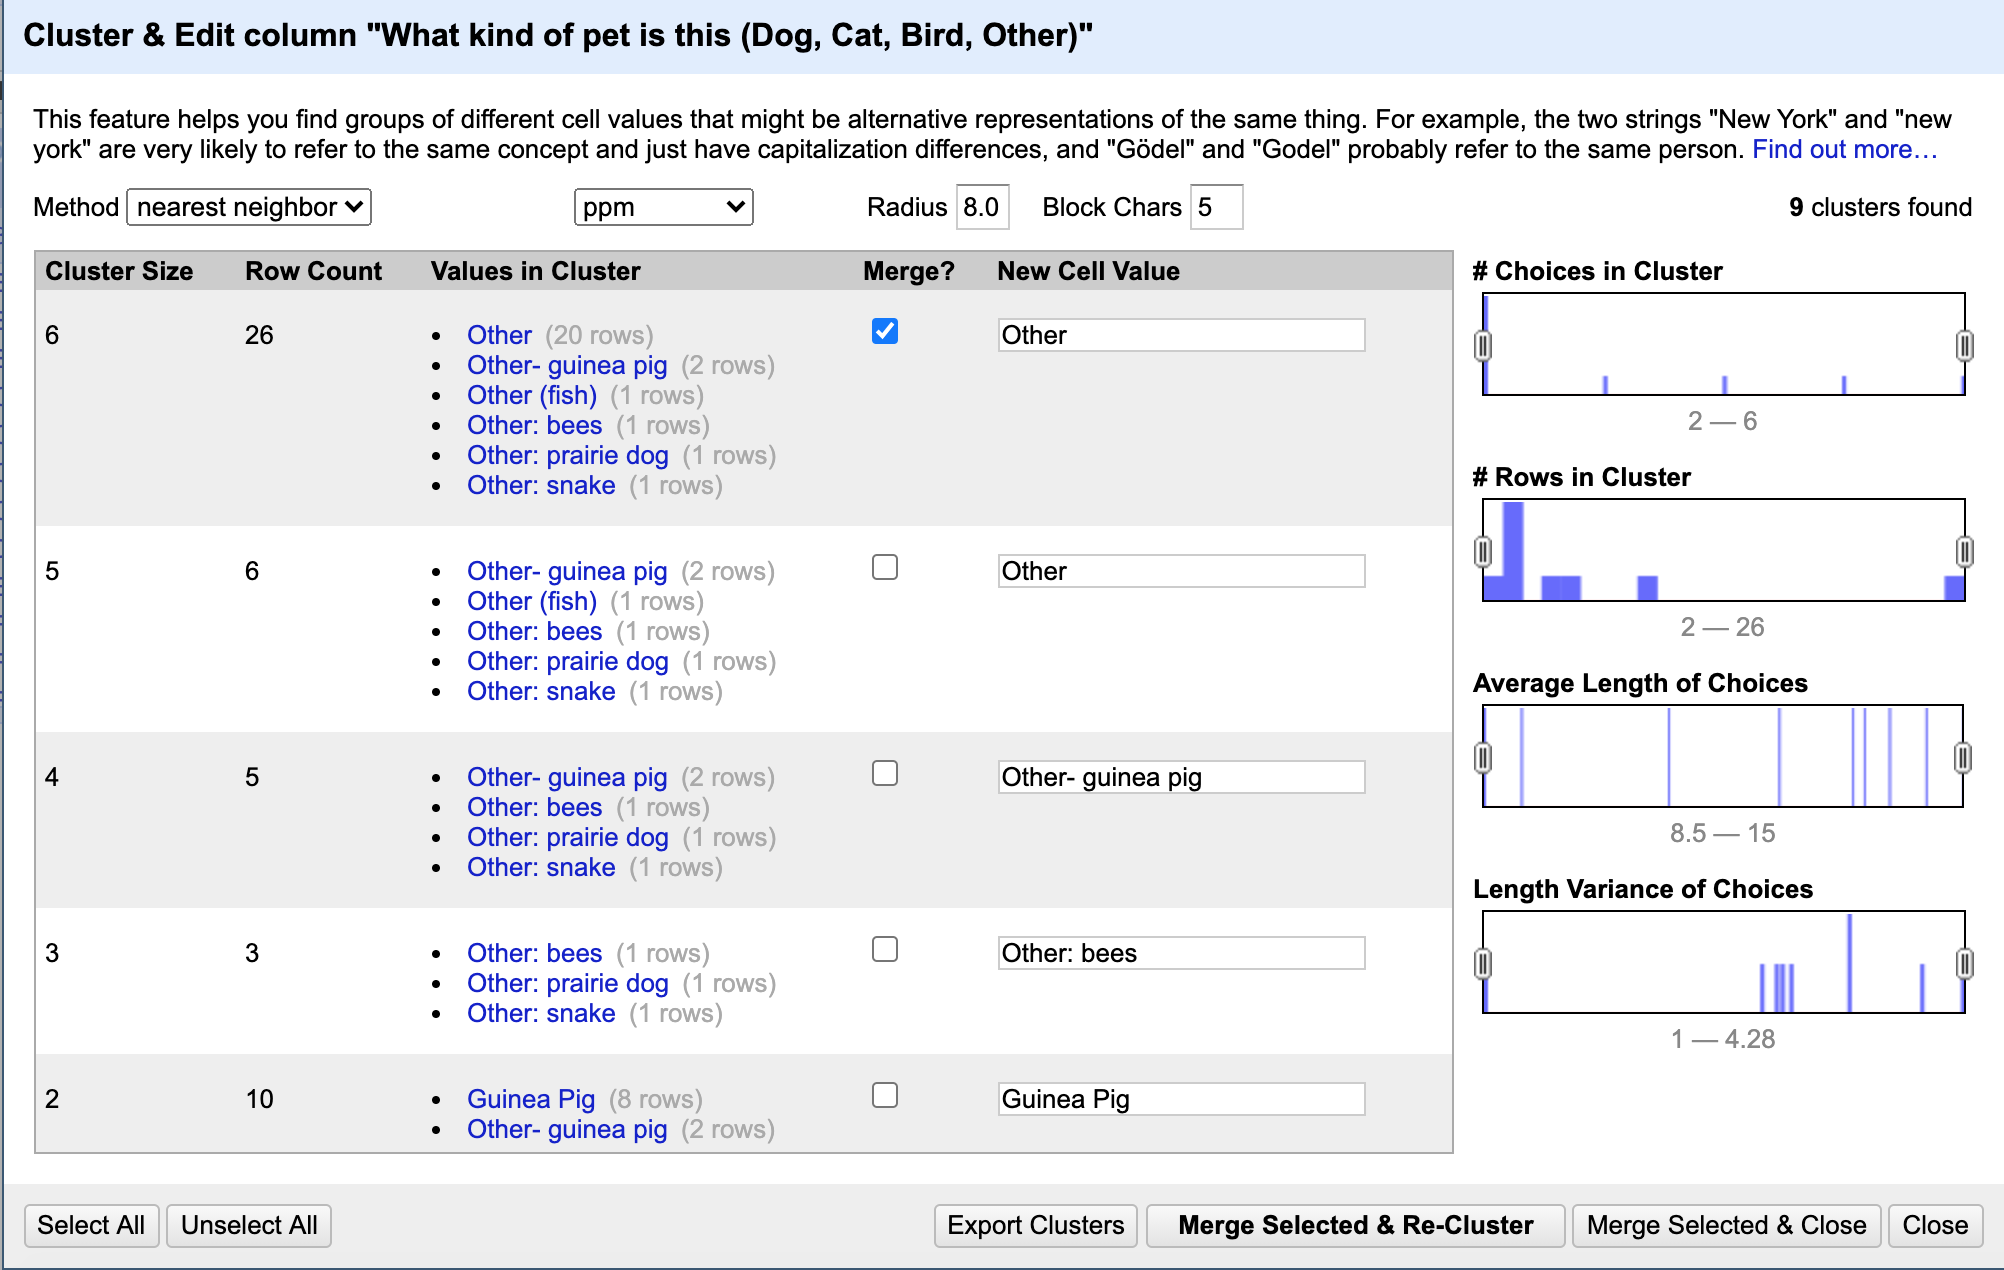 Cluster & Edit column "What kind of pet is this (Dog, Cat, Bird, Other)"
This feature helps you find groups of different cell values that might be alternative representations of the same thing. For example, the two strings "New York" and "new
york" are very likely to refer to the same concept and just have capitalization differences, and "Gödel" and "Godel" probably refer to the same person. Find out more…
Method nearest neighbor ppm Radius 8.0 Block Chars 5 9 clusters found
Cluster Size Row Count Values in Cluster Merge? New Cell Value
6 26 • Other (20 rows) Other
• Other- guinea pig (2 rows)
• Other (fish) (1 rows)
• Other: bees (1 rows)
• Other: prairie dog (1 rows)
• Other: snake (1 rows)
5 6 • Other- guinea pig (2 rows) Other
• Other (fish) (1 rows)
• Other: bees (1 rows)
• Other: prairie dog (1 rows)
• Other: snake (1 rows)
4 5 • Other- guinea pig (2 rows) Other- guinea pig
• Other: bees (1 rows)
• Other: prairie dog (1 rows)
• Other: snake (1 rows)
3 3 • Other: bees (1 rows) Other: bees
• Other: prairie dog (1 rows)
• Other: snake (1 rows)
2 10 • Guinea Pig (8 rows) Guinea Pig
• Other- guinea pig (2 rows)
# Choices in Cluster
2 — 6
# Rows in Cluster
2 — 26
Average Length of Choices
8.5 — 15
Length Variance of Choices
1 — 4.28
Select All Unselect All Export Clusters Merge Selected & Re-Cluster Merge Selected & Close Close